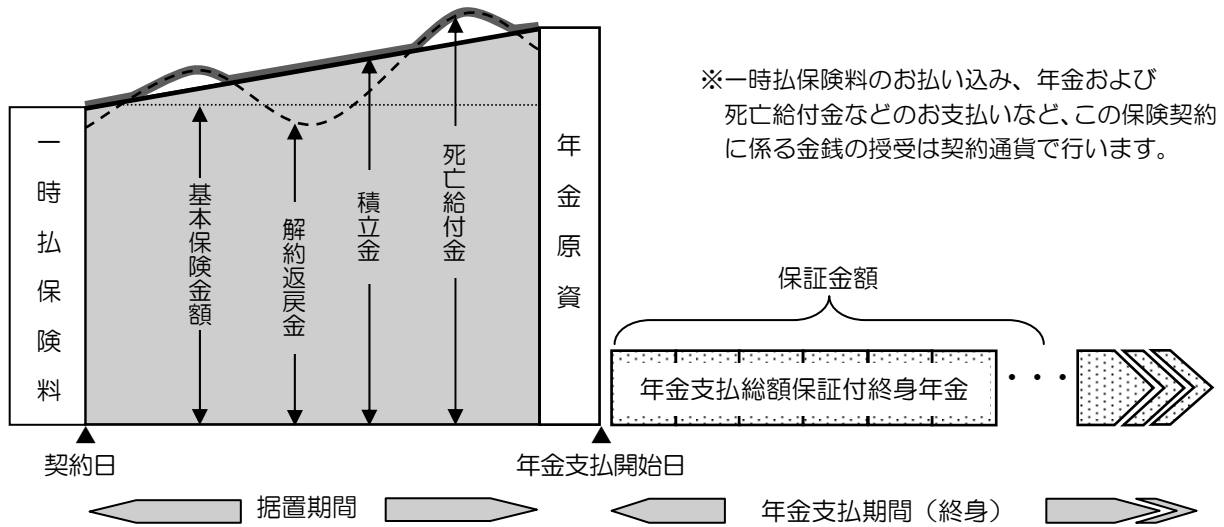 ※一時払保険料のお払い込み、年金および
死亡給付金などのお支払いなど、この保険契約
に係る金銭の授受は契約通貨で行います。
一時払保険料
基本保険金額
解約返戻金
積立金
死亡給付金
年金原資
保証金額
年金支払総額保証付終身年金
・・・
契約日
年金支払開始日
据置期間
年金支払期間（終身）